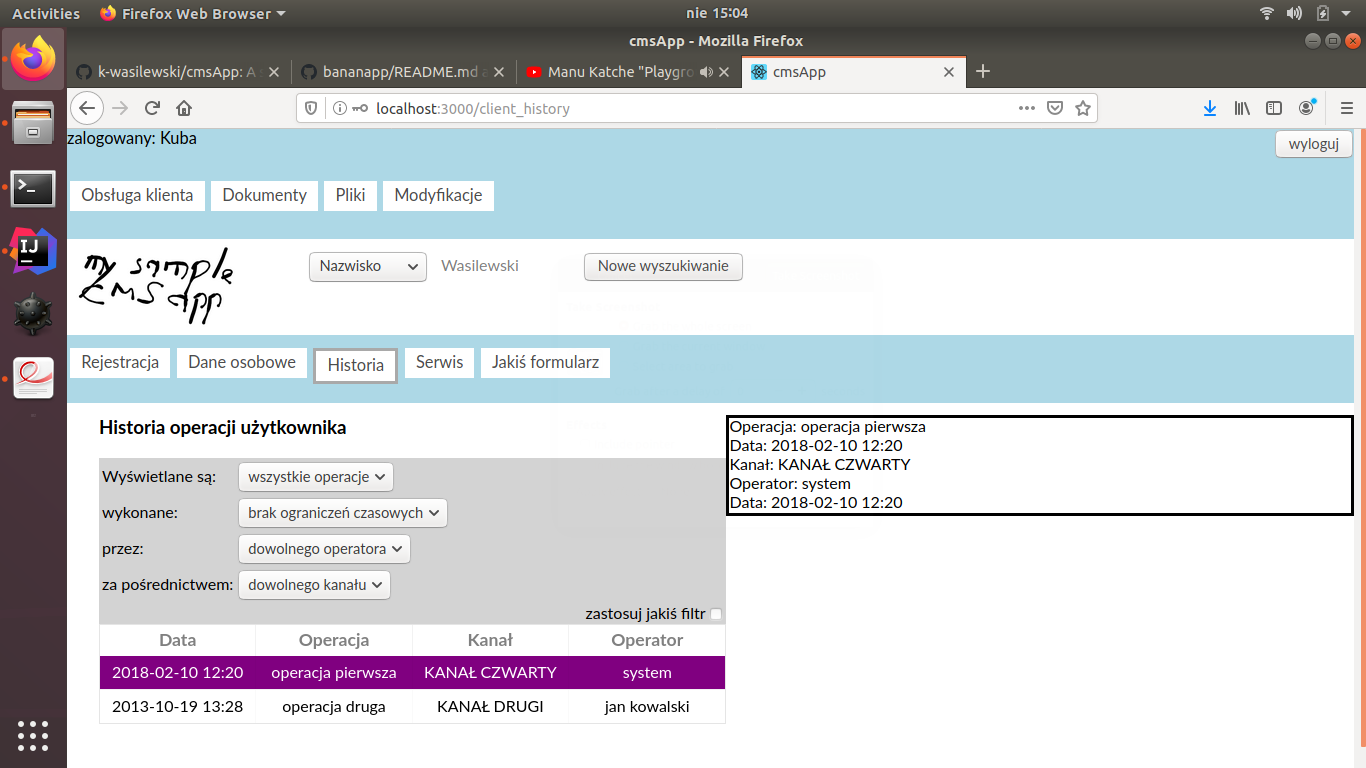 Activities Firefox Web Browser nie 15:04
cmsApp - Mozilla Firefox
k-wasilewski/cmsApp: A bananapp/README.md a Manu Katche "Playgro cmsApp
localhost:3000/client_history
zalogowany: Kuba wyloguj
Obsługa klienta Dokumenty Pliki Modyfikacje
my sample
CMS app
Nazwisko Wasilewski Nowe wyszukiwanie
Rejestracja Dane osobowe Historia Serwis Jakiś formularz
Historia operacji użytkownika
Wyświetlane są: wszystkie operacje
wykonane: brak ograniczeń czasowych
przez: dowolnego operatora
za pośrednictwem: dowolnego kanału
zastosuj jakiś filtr
Data Operacja Kanał Operator
2018-02-10 12:20 operacja pierwsza KANAŁ CZWARTY system
2013-10-19 13:28 operacja druga KANAŁ DRUGI jan kowalski
Operacja: operacja pierwsza
Data: 2018-02-10 12:20
Kanał: KANAŁ CZWARTY
Operator: system
Data: 2018-02-10 12:20